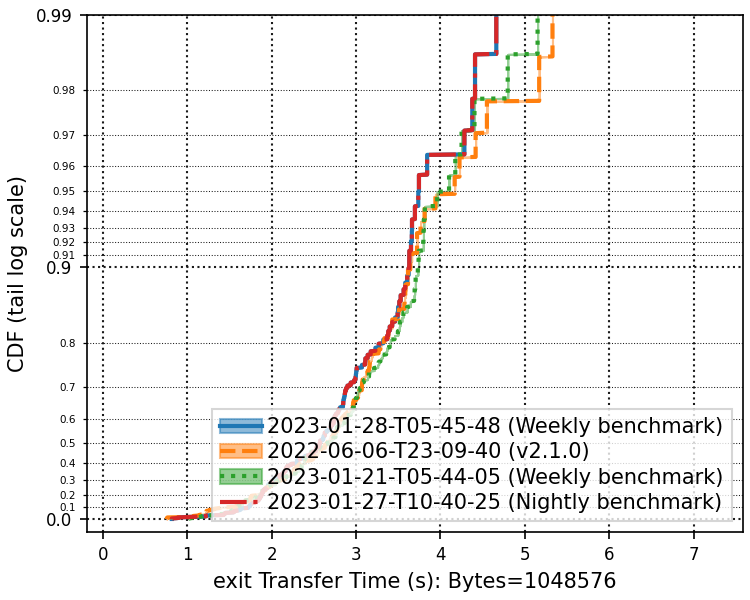 CDF (tail log scale)
0.99
0.98
0.97
0.96
0.95
0.94
0.93
0.92
0.91
0.9
0.8
0.7
0.6
0.5
0.4
0.3
0.2
0.1
0.0
2023-01-28-T05-45-48 (Weekly benchmark)
2022-06-06-T23-09-40 (v2.1.0)
2023-01-21-T05-44-05 (Weekly benchmark)
2023-01-27-T10-40-25 (Nightly benchmark)
0 1 2 3 4 5 6 7
exit Transfer Time (s): Bytes=1048576